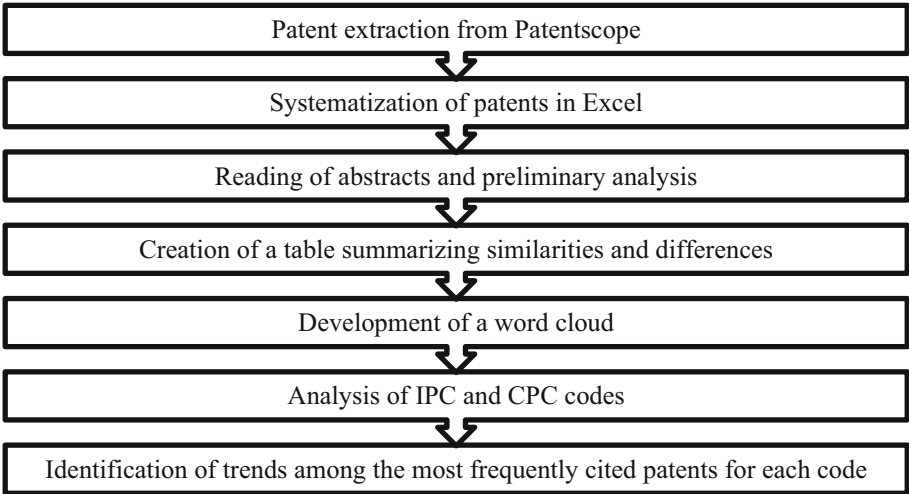 Patent extraction from Patentscope
Systematization of patents in Excel
Reading of abstracts and preliminary analysis
Creation of a table summarizing similarities and differences
Development of a word cloud
Analysis of IPC and CPC codes
Identification of trends among the most frequently cited patents for each code